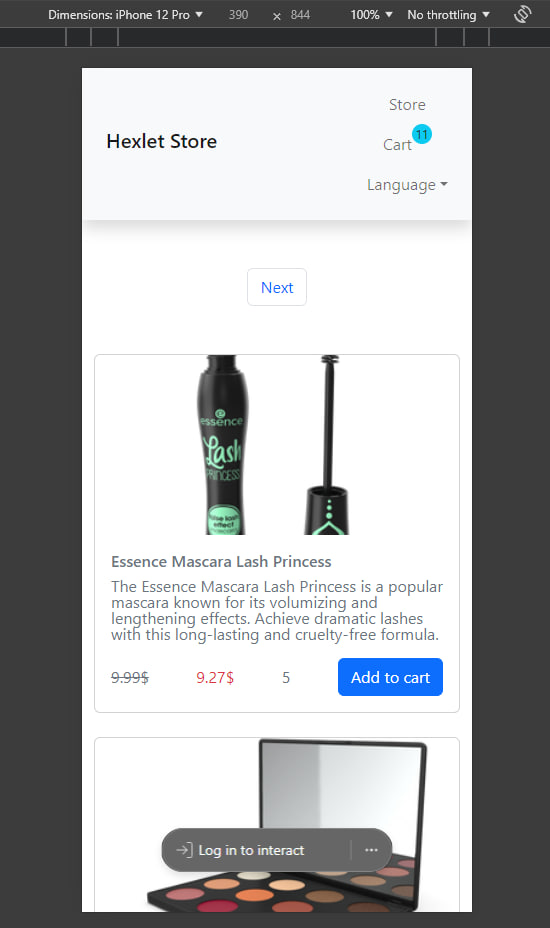 Dimensions: iPhone 12 Pro ▼ 390 × 844 100% ▼ No throttling ▼
Store
Hexlet Store
Cart 11
Language
Next
essence
Lash
PRINCESS
false lash
effect
Essence Mascara Lash Princess
The Essence Mascara Lash Princess is a popular
mascara known for its volumizing and
lengthening effects. Achieve dramatic lashes
with this long-lasting and cruelty-free formula.
9.99$ 9.27$ 5 Add to cart
Log in to interact